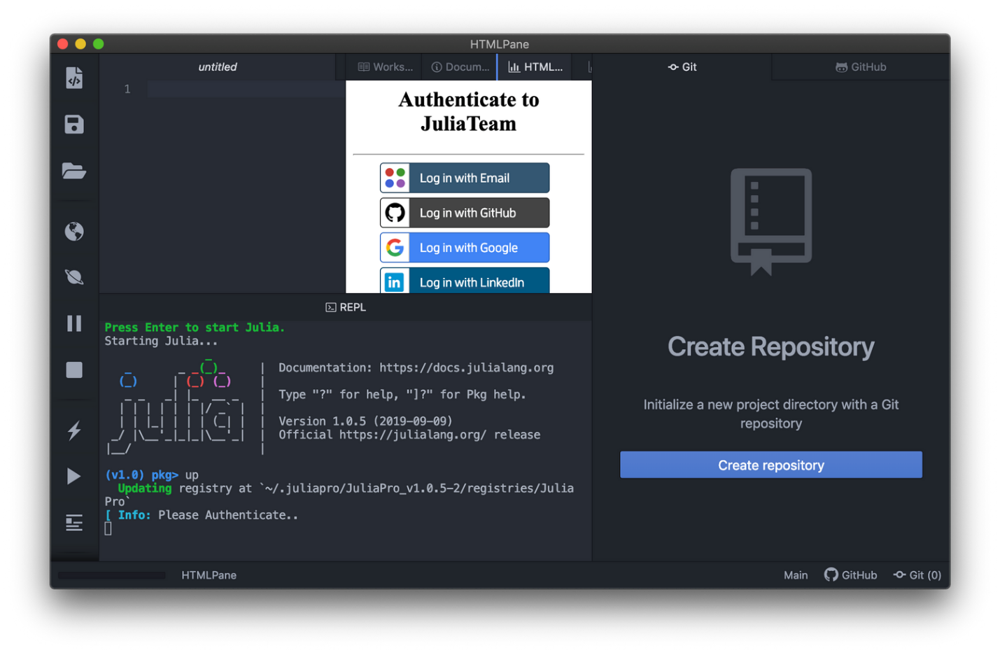 HTMLPane
untitled
Works...
Docum...
HTML...
Git
GitHub
1
Authenticate to
JuliaTeam
Log in with Email
Log in with GitHub
Log in with Google
in Log in with LinkedIn
REPL
Press Enter to start Julia.
Starting Julia...
Documentation: https://docs.julialang.org
Type "?" for help, "]?" for Pkg help.
Version 1.0.5 (2019-09-09)
Official https://julialang.org/ release
(v1.0) pkg> up
Updating registry at `~/.juliapro/JuliaPro_v1.0.5-2/registries/Julia
Pro`
[ Info: Please Authenticate..
Create Repository
Initialize a new project directory with a Git
repository
Create repository
HTMLPane
Main
GitHub
Git (0)